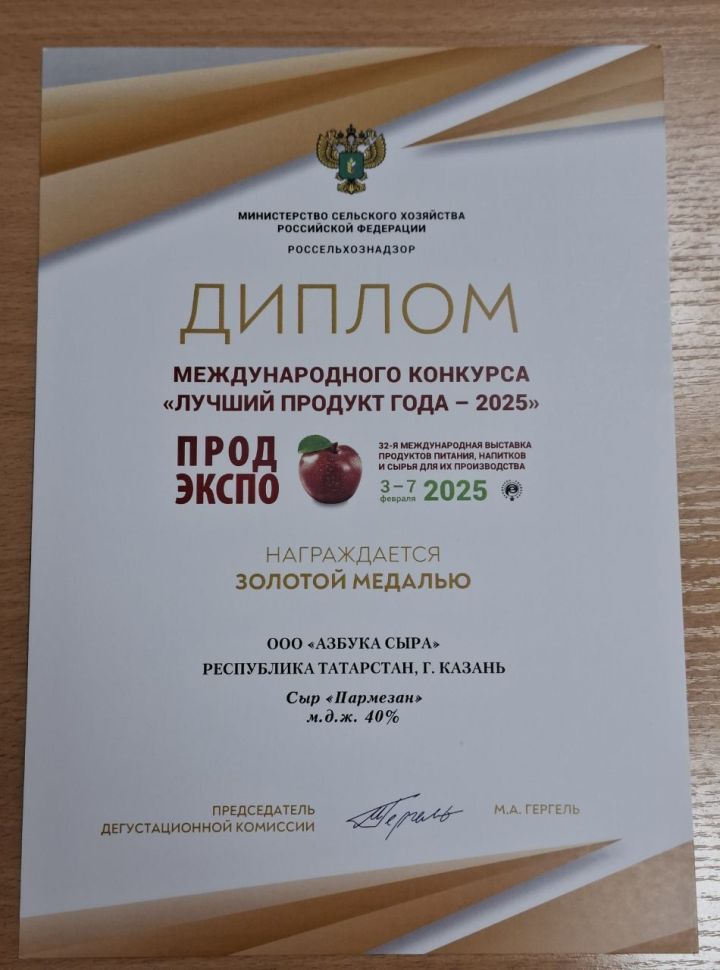 МИНИСТЕРСТВО СЕЛЬСКОГО ХОЗЯЙСТВА
РОССИЙСКОЙ ФЕДЕРАЦИИ
РОССЕЛЬХОЗНАДЗОР
ДИПЛОМ
МЕЖДУНАРОДНОГО КОНКУРСА
«ЛУЧШИЙ ПРОДУКТ ГОДА – 2025»
ПРОД
ЭКСПО
32-Я МЕЖДУНАРОДНАЯ ВЫСТАВКА
ПРОДУКТОВ ПИТАНИЯ, НАПИТКОВ
И СЫРЬЯ ДЛЯ ИХ ПРОИЗВОДСТВА
3–7
февраля 2025
НАГРАЖДАЕТСЯ
ЗОЛОТОЙ МЕДАЛЬЮ
ООО «АЗБУКА СЫРА»
РЕСПУБЛИКА ТАТАРСТАН, Г. КАЗАНЬ
Сыр «Пармезан»
м.д.ж. 40%
ПРЕДСЕДАТЕЛЬ
ДЕГУСТАЦИОННОЙ КОМИССИИ
Гергель
М.А. ГЕРГЕЛЬ